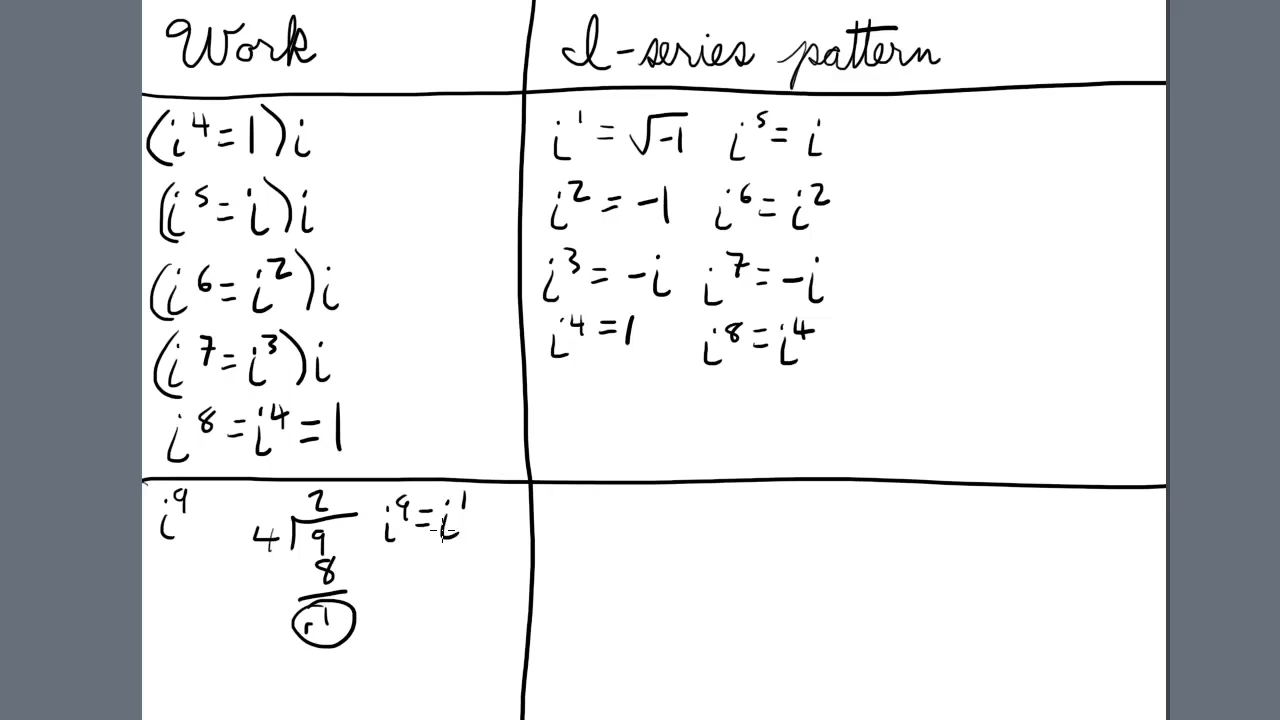 Work
(i⁴ = 1)i
(i⁵ = i)i
(i⁶ = i²)i
(i⁷ = i³)i
i⁸ = i⁴ = 1
I-series pattern
i¹ = √-1 i⁵ = i
i² = -1 i⁶ = i²
i³ = -i i⁷ = -i
i⁴ = 1 i⁸ = i⁴
i⁹
2
4 9
8
r1
i⁹ = i¹